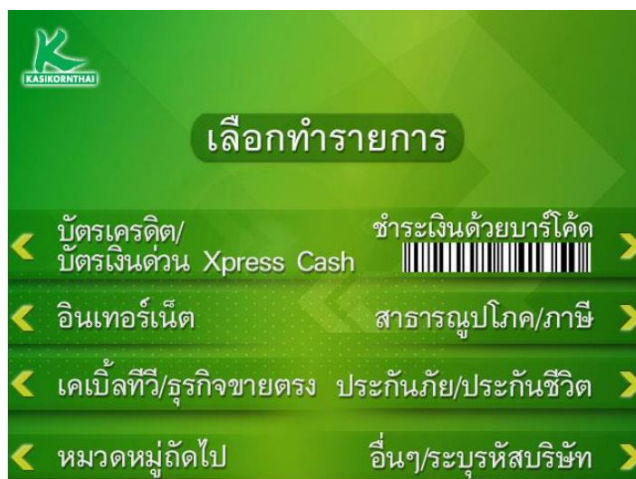 KASIKORNTHAI
เลือกทำรายการ
บัตรเครดิต/
บัตรเงินด่วน Xpress Cash
ชำระเงินด้วยบาร์โค้ด
อินเทอร์เน็ต
สาธารณูปโภค/ภาษี
เคเบิ้ลทีวี/ธุรกิจขายตรง
ประกันภัย/ประกันชีวิต
หมวดหมู่ถัดไป
อื่นๆ/ระบุรหัสบริษัท